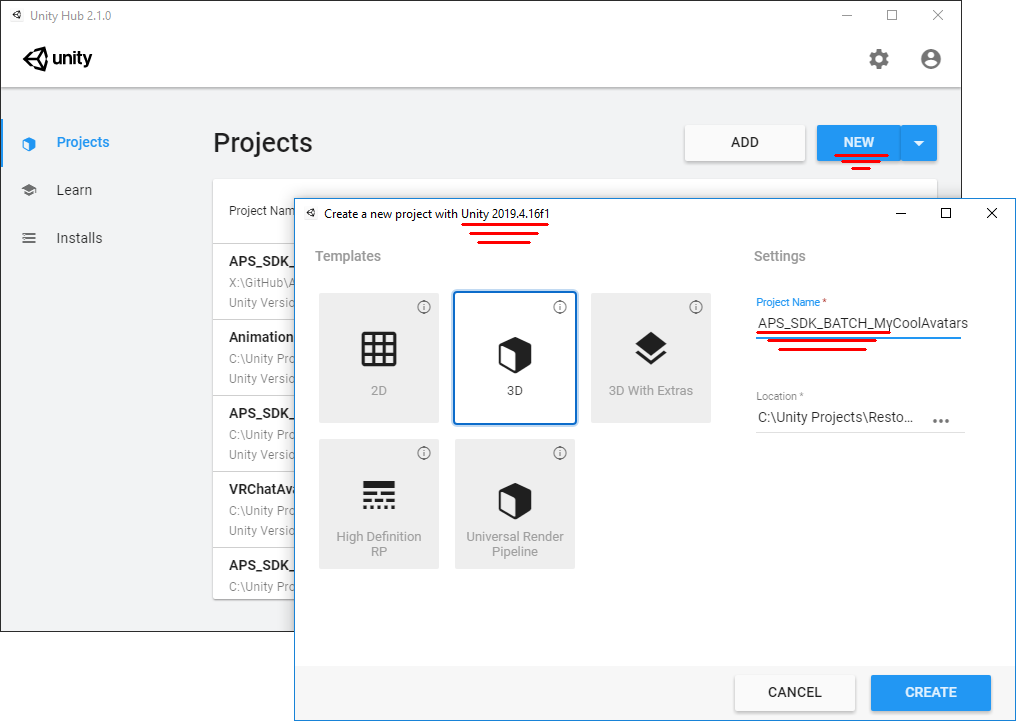 Unity Hub 2.1.0
unity
Projects
Learn
Installs
Projects
ADD
NEW
Project Nam
APS_SDK_
X:\GitHub\A
Unity Versio
Animation
C:\Unity Pro
Unity Versio
APS_SDK_
C:\Unity Pro
Unity Versio
VRChatAva
C:\Unity Pro
Unity Versio
APS_SDK_
C:\Unity Pro
Create a new project with Unity 2019.4.16f1
Templates
2D
3D
3D With Extras
High Definition
RP
Universal Render
Pipeline
Settings
Project Name *
APS_SDK_BATCH_MyCoolAvatars
Location *
C:\Unity Projects\Resto...
CANCEL
CREATE